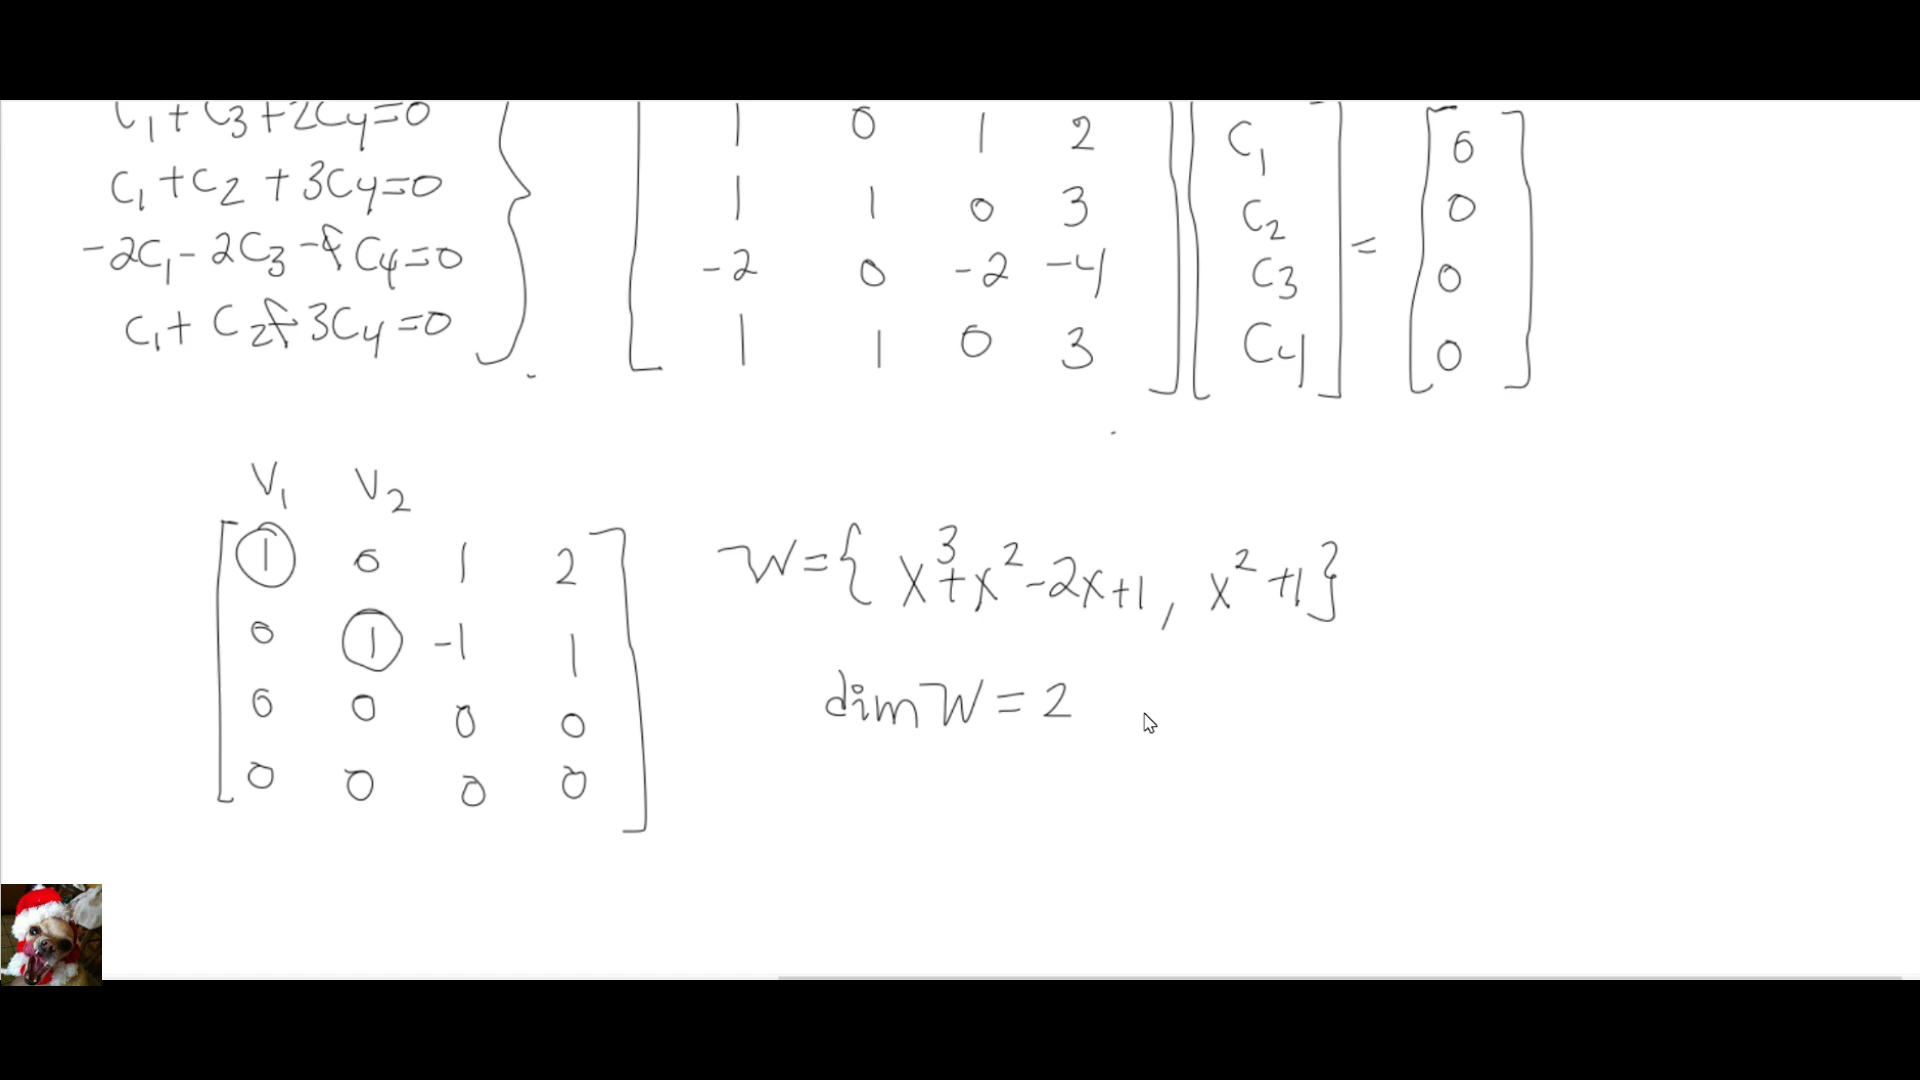 C₁+C₃+2C₄=0
C₁+C₂+3C₄=0
-2C₁-2C₃-4C₄=0
C₁+C₂+3C₄=0
1 0 1 2
1 1 0 3
-2 0 -2 -4
1 1 0 3
C₁
C₂
C₃
C₄
=
0
0
0
0
V₁ V₂
1 0 1 2
0 1 -1 1
0 0 0 0
0 0 0 0
W={x³+x²-2x+1, x²+1}
dim W = 2